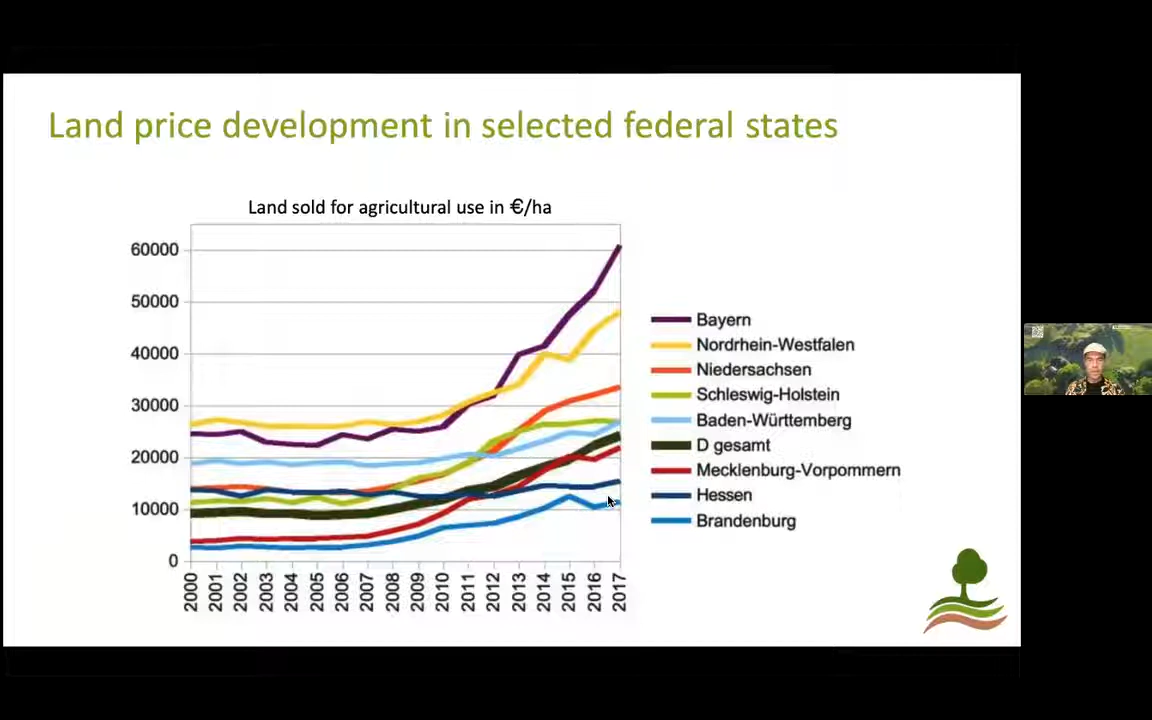 Land price development in selected federal states
Land sold for agricultural use in €/ha
60000
50000
40000
30000
20000
10000
0
2000
2001
2002
2003
2004
2005
2006
2007
2008
2009
2010
2011
2012
2013
2014
2015
2016
2017
Bayern
Nordrhein-Westfalen
Niedersachsen
Schleswig-Holstein
Baden-Württemberg
D gesamt
Mecklenburg-Vorpommern
Hessen
Brandenburg